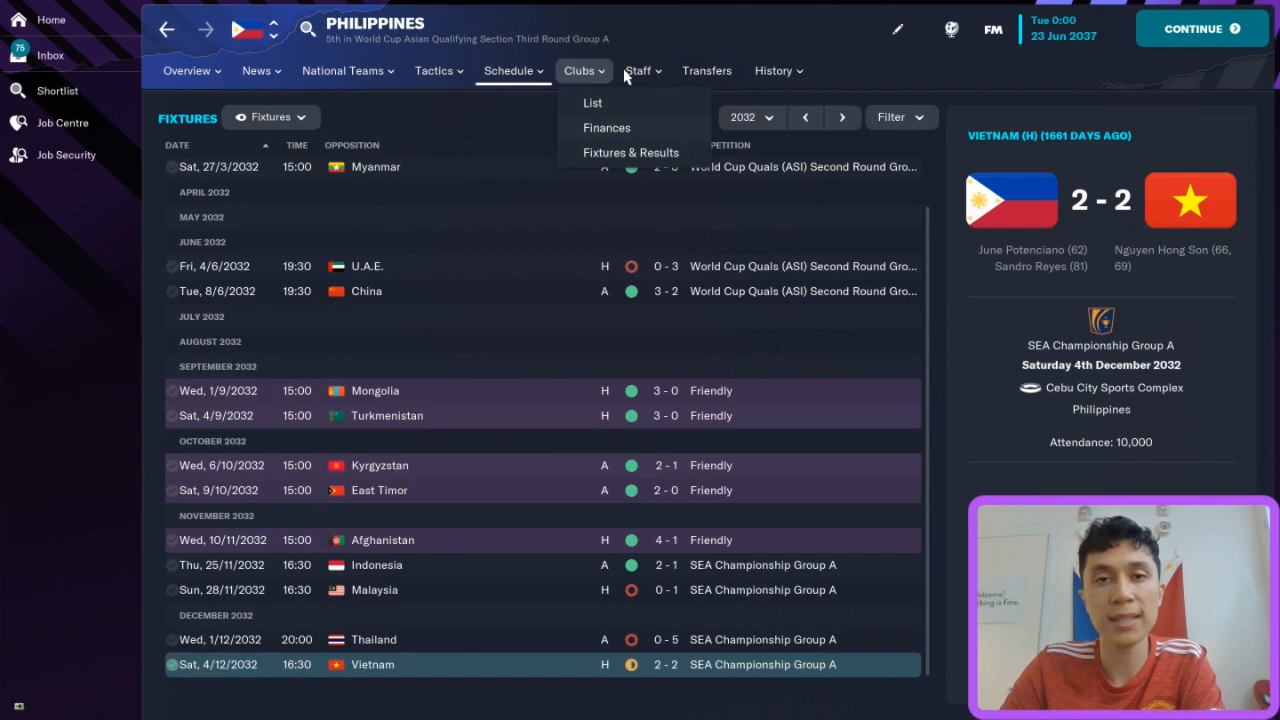 Home
75
Inbox
Shortlist
Job Centre
Job Security
PHILIPPINES
5th in World Cup Asian Qualifying Section Third Round Group A
FM
Tue 0:00
23 Jun 2037
CONTINUE
Overview
News
National Teams
Tactics
Schedule
Clubs
Staff
Transfers
History
List
Finances
Fixtures & Results
FIXTURES
Fixtures
2032
Filter
DATE TIME OPPOSITION
Sat, 27/3/2032 15:00 Myanmar A World Cup Quals (ASI) Second Round Gro...
APRIL 2032
MAY 2032
JUNE 2032
Fri, 4/6/2032 19:30 U.A.E. H 0 - 3 World Cup Quals (ASI) Second Round Gro...
Tue, 8/6/2032 19:30 China A 3 - 2 World Cup Quals (ASI) Second Round Gro...
JULY 2032
AUGUST 2032
SEPTEMBER 2032
Wed, 1/9/2032 15:00 Mongolia H 3 - 0 Friendly
Sat, 4/9/2032 15:00 Turkmenistan H 3 - 0 Friendly
OCTOBER 2032
Wed, 6/10/2032 15:00 Kyrgyzstan A 2 - 1 Friendly
Sat, 9/10/2032 15:00 East Timor A 2 - 0 Friendly
NOVEMBER 2032
Wed, 10/11/2032 15:00 Afghanistan H 4 - 1 Friendly
Thu, 25/11/2032 16:30 Indonesia A 2 - 1 SEA Championship Group A
Sun, 28/11/2032 16:30 Malaysia H 0 - 1 SEA Championship Group A
DECEMBER 2032
Wed, 1/12/2032 20:00 Thailand A 0 - 5 SEA Championship Group A
Sat, 4/12/2032 16:30 Vietnam H 2 - 2 SEA Championship Group A
VIETNAM (H) (1661 DAYS AGO)
2 - 2
June Potenciano (62)
Sandro Reyes (81)
Nguyen Hong Son (66,
69)
SEA Championship Group A
Saturday 4th December 2032
Cebu City Sports Complex
Philippines
Attendance: 10,000
is fine.